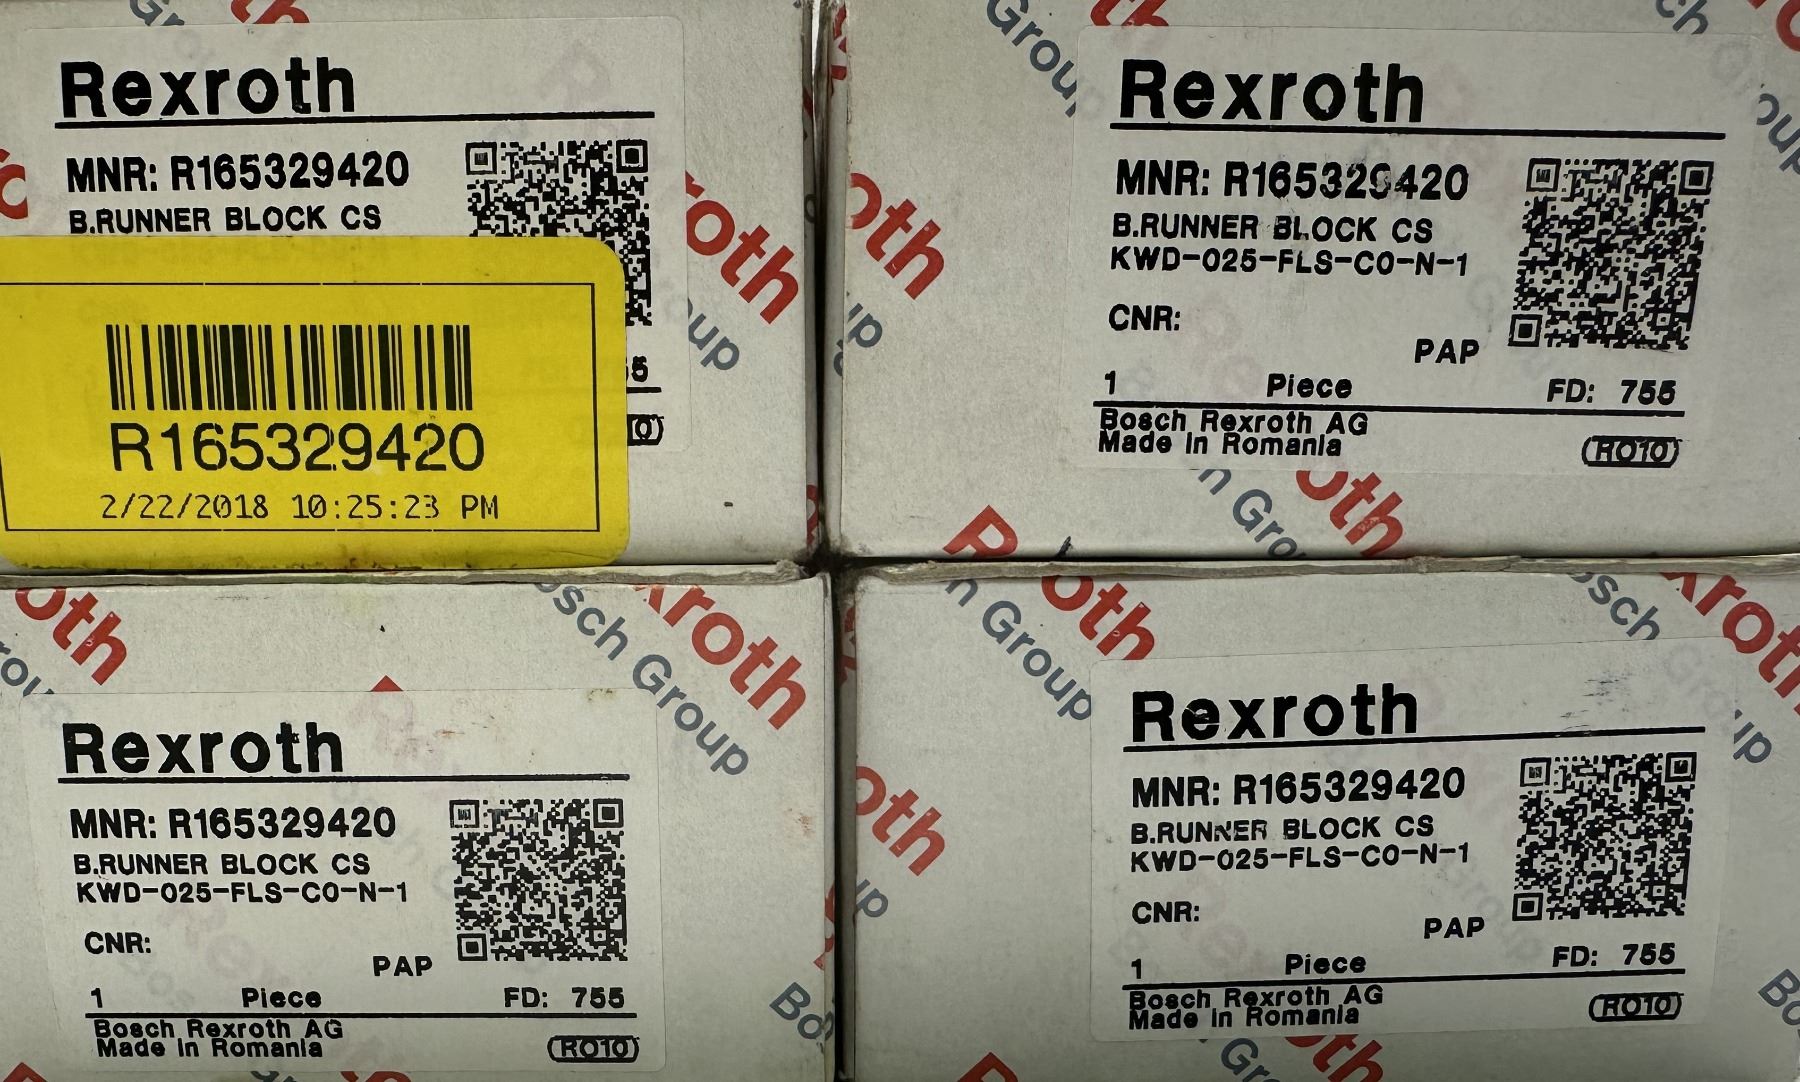 Rexroth
MNR: R165329420
B.RUNNER BLOCK CS
R165329420
2/22/2018 10:25:23 PM
Rexroth
MNR: R165329420
B.RUNNER BLOCK CS
KWD-025-FLS-C0-N-1
CNR:
PAP
1 Piece FD: 755
Bosch Rexroth AG
Made in Romania
RO10
Rexroth
MNR: R165329420
B.RUNNER BLOCK CS
KWD-025-FLS-C0-N-1
CNR:
PAP
1 Piece FD: 755
Bosch Rexroth AG
Made in Romania
RO10
Rexroth
MNR: R165329420
B.RUNNER BLOCK CS
KWD-025-FLS-C0-N-1
CNR:
PAP
1 Piece FD: 755
Bosch Rexroth AG
Made in Romania
RO10